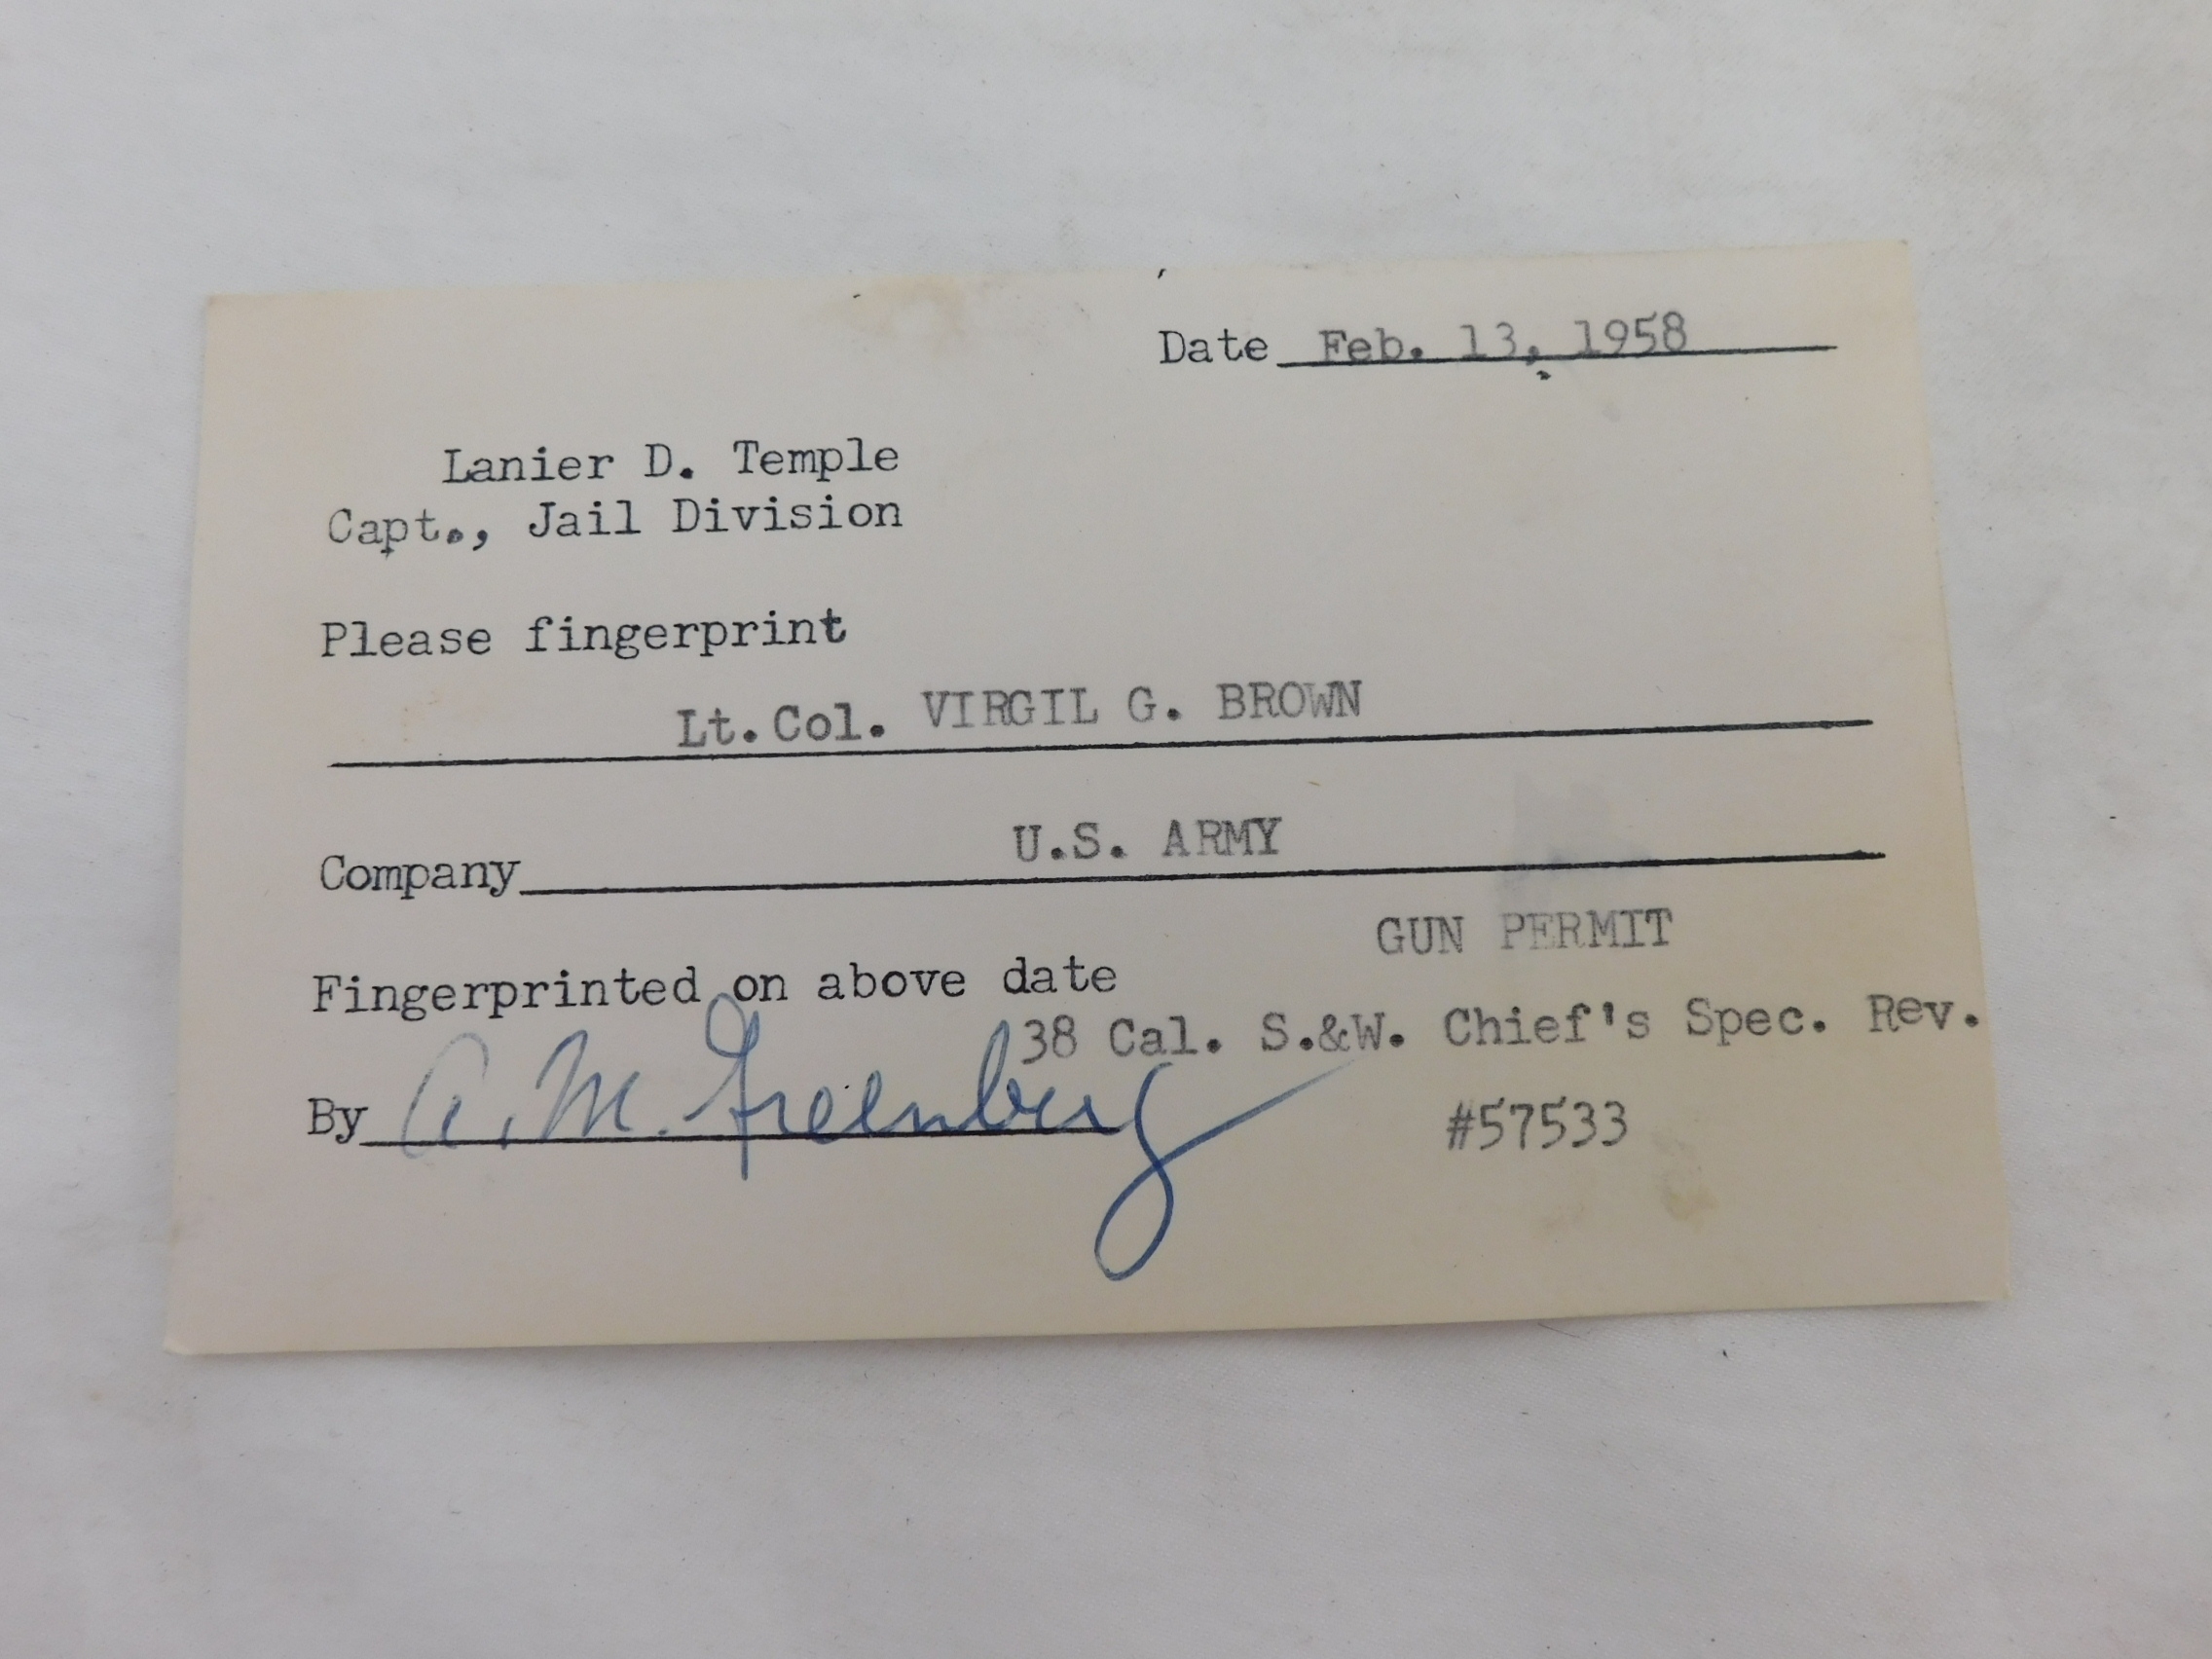 Date Feb. 13, 1958
Lanier D. Temple
Capt., Jail Division
Please fingerprint
Lt.Col. VIRGIL G. BROWN
Company U.S. ARMY
GUN PERMIT
Fingerprinted on above date
38 Cal. S.&W. Chief's Spec. Rev.
By A. M. Greenberg
#57533